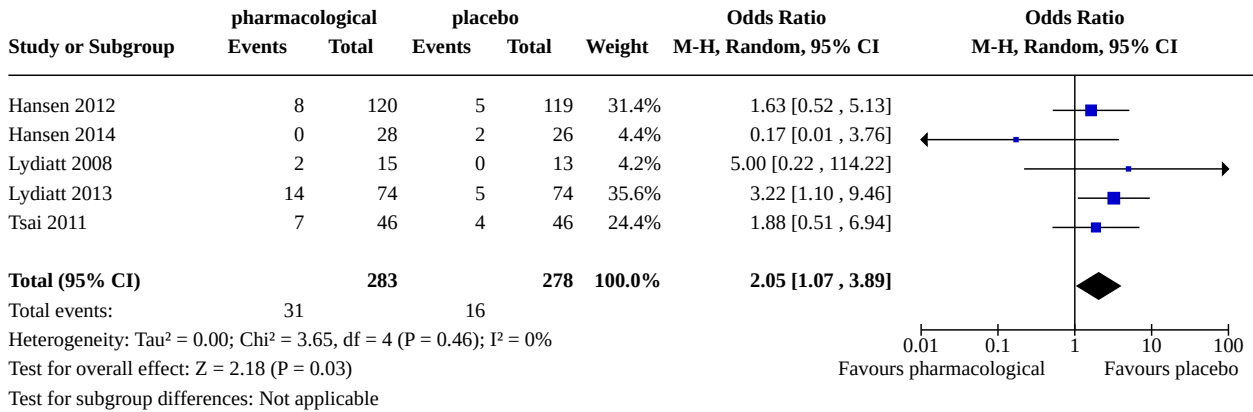 pharmacological placebo Odds Ratio Odds Ratio
Study or Subgroup Events Total Events Total Weight M-H, Random, 95% CI M-H, Random, 95% CI
Hansen 2012 8 120 5 119 31.4% 1.63 [0.52 , 5.13]
Hansen 2014 0 28 2 26 4.4% 0.17 [0.01 , 3.76]
Lydiatt 2008 2 15 0 13 4.2% 5.00 [0.22 , 114.22]
Lydiatt 2013 14 74 5 74 35.6% 3.22 [1.10 , 9.46]
Tsai 2011 7 46 4 46 24.4% 1.88 [0.51 , 6.94]
Total (95% CI) 283 278 100.0% 2.05 [1.07 , 3.89]
Total events: 31 16
Heterogeneity: Tau² = 0.00; Chi² = 3.65, df = 4 (P = 0.46); I² = 0%
0.01 0.1 1 10 100
Test for overall effect: Z = 2.18 (P = 0.03) Favours pharmacological Favours placebo
Test for subgroup differences: Not applicable